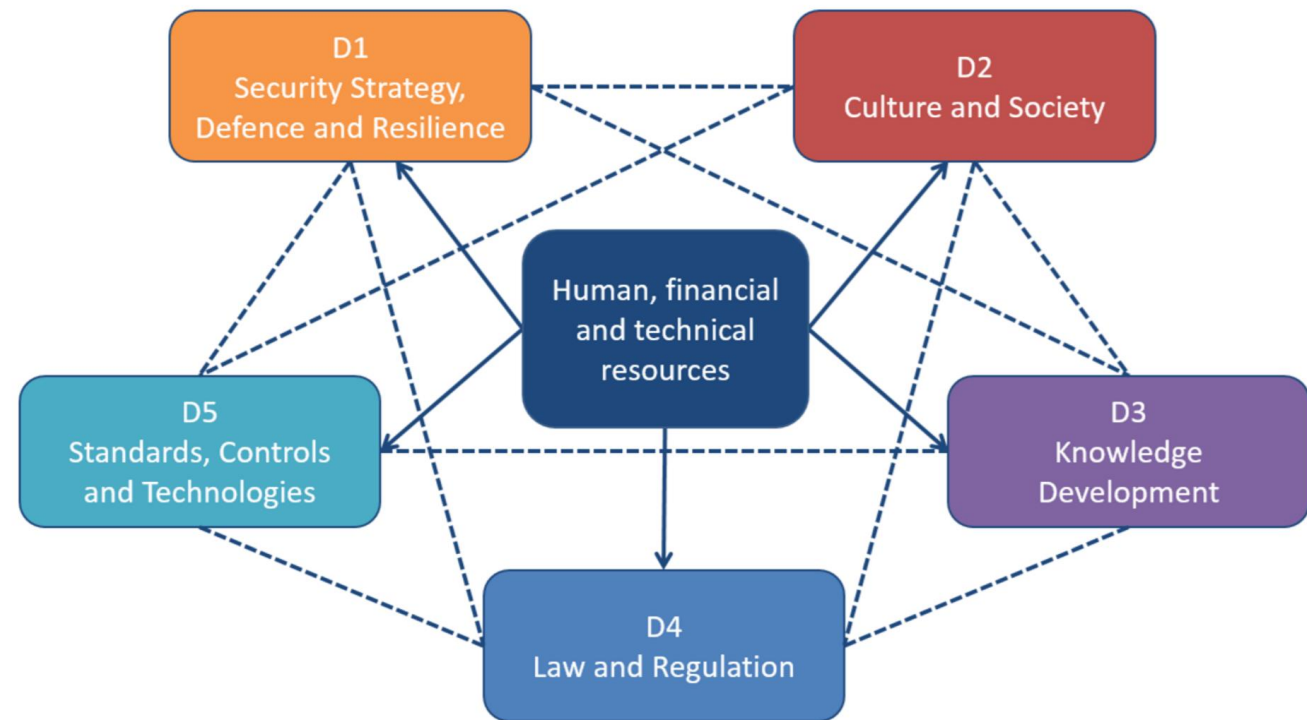 D1
Security Strategy,
Defence and Resilience
D2
Culture and Society
Human, financial
and technical
resources
D5
Standards, Controls
and Technologies
D3
Knowledge
Development
D4
Law and Regulation